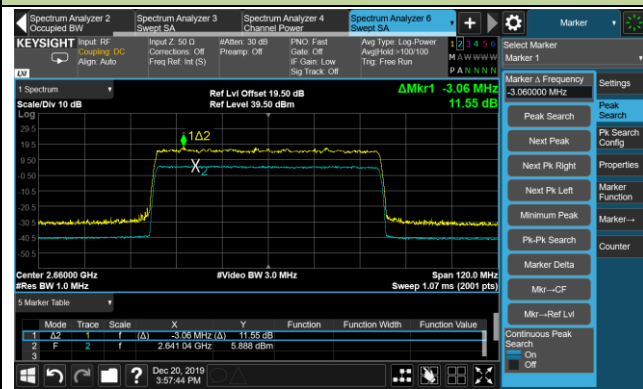 Spectrum Analyzer 2
Occupied BW
Spectrum Analyzer 3
Swept SA
Spectrum Analyzer 4
Channel Power
Spectrum Analyzer 6
Swept SA
Marker
KEYSIGHT
Input: RF
Coupling: DC
Align: Auto
Input Z: 50 Ω
Corrections: Off
Freq Ref: Int (S)
#Atten: 30 dB
Preamp: Off
PNO: Fast
Gate: Off
IF Gain: Low
Sig Track: Off
Avg Type: Log-Power
Avg|Hold:>100/100
Trig: Free Run
1 2 3 4 5 6
M A W W W W
P A N N N N
LXI
Select Marker
Marker 1
1 Spectrum
Scale/Div 10 dB
Ref Lvl Offset 19.50 dB
Ref Level 39.50 dBm
ΔMkr1 -3.06 MHz
11.55 dB
Log
29.5
19.5
9.50
-0.50
-10.5
-20.5
-30.5
-40.5
-50.5
1Δ2
X2
Center 2.66000 GHz
#Res BW 1.0 MHz
#Video BW 3.0 MHz
Span 120.0 MHz
Sweep 1.07 ms (2001 pts)
5 Marker Table
Mode Trace Scale X Y Function Function Width Function Value
1 Δ2 1 f (Δ) -3.06 MHz (Δ) 11.55 dB
2 F 2 f 2.641 04 GHz 5.888 dBm
3
Dec 20, 2019
3:57:44 PM
Marker Δ Frequency
-3.060000 MHz
Peak Search
Next Peak
Next Pk Right
Next Pk Left
Minimum Peak
Pk-Pk Search
Marker Delta
Mkr→CF
Mkr→Ref Lvl
Continuous Peak
Search
On
Off
Settings
Peak
Search
Pk Search
Config
Properties
Marker
Function
Marker→
Counter